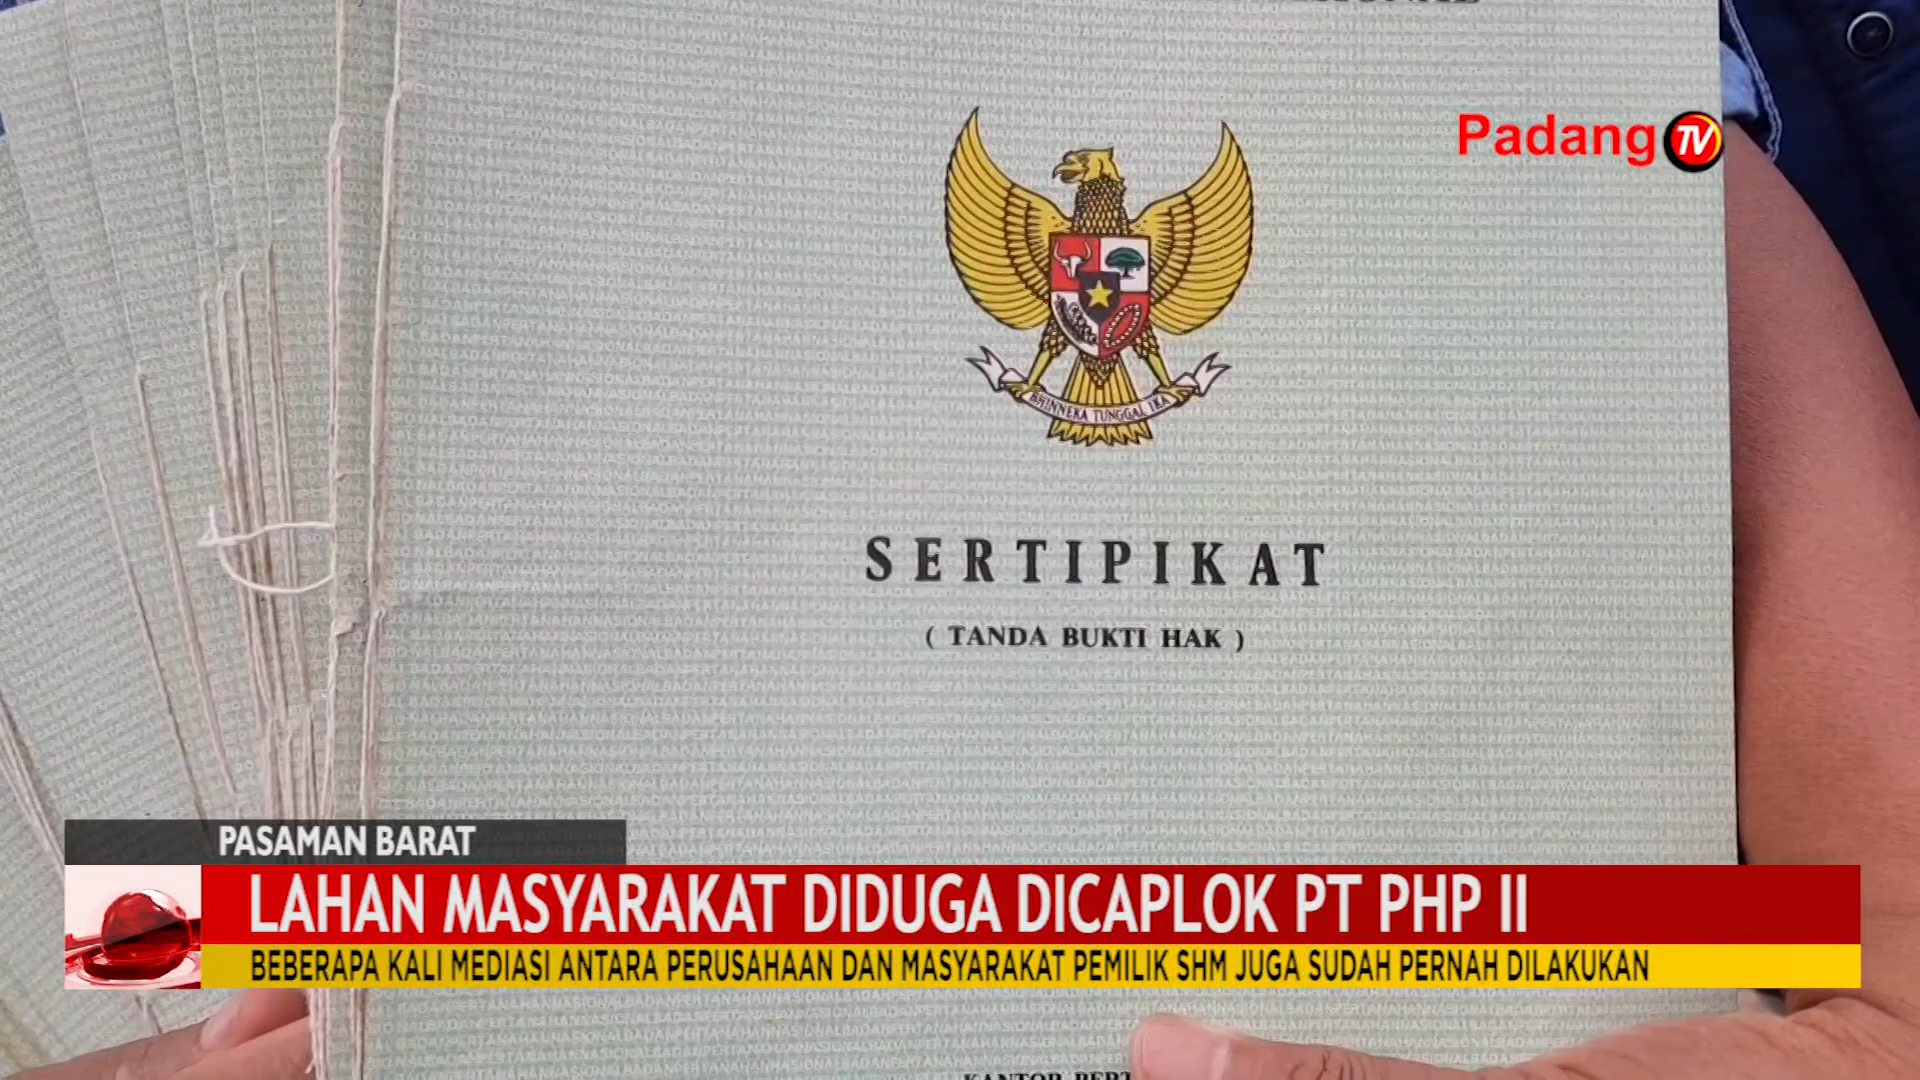 Padang TV
BHINNEKA TUNGGAL IKA
SERTIPIKAT
( TANDA BUKTI HAK )
PASAMAN BARAT
LAHAN MASYARAKAT DIDUGA DICAPLOK PT PHP II
BEBERAPA KALI MEDIASI ANTARA PERUSAHAAN DAN MASYARAKAT PEMILIK SHM JUGA SUDAH PERNAH DILAKUKAN